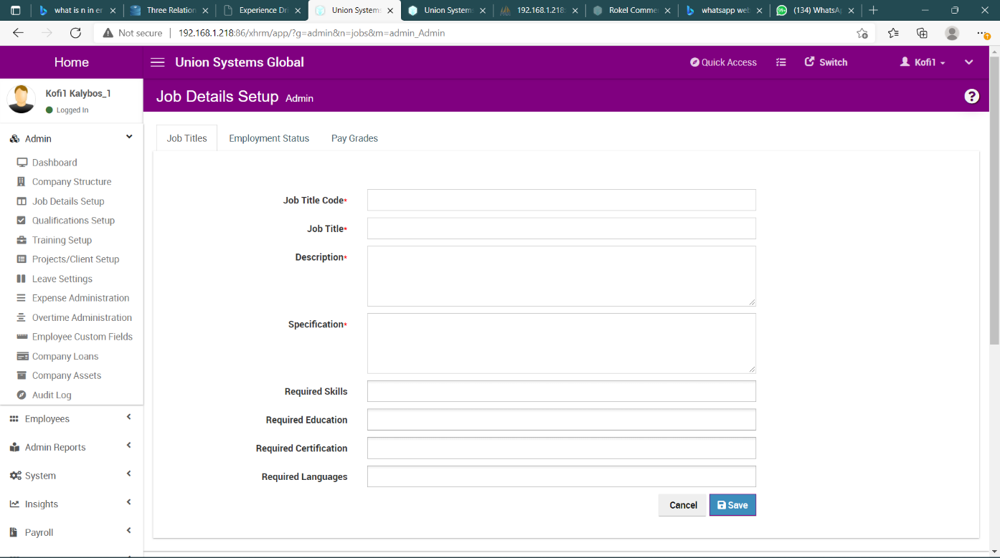 what is n in er
Three Relation
Experience Dri
Union Systems
Union Systems
192.168.1.218:
Rokel Comme
whatsapp web
99+
(134) WhatsA
Not secure
192.168.1.218:86/xhrm/app/?g=admin&n=jobs&m=admin_Admin
Home
Union Systems Global
Quick Access
Switch
Kofi1
Kofi1 Kalybos_1
Logged In
Job Details Setup Admin
Admin
Dashboard
Company Structure
Job Details Setup
Qualifications Setup
Training Setup
Projects/Client Setup
Leave Settings
Expense Administration
Overtime Administration
Employee Custom Fields
Company Loans
Company Assets
Audit Log
Employees
Admin Reports
System
Insights
Payroll
Job Titles
Employment Status
Pay Grades
Job Title Code*
Job Title*
Description*
Specification*
Required Skills
Required Education
Required Certification
Required Languages
Cancel
Save